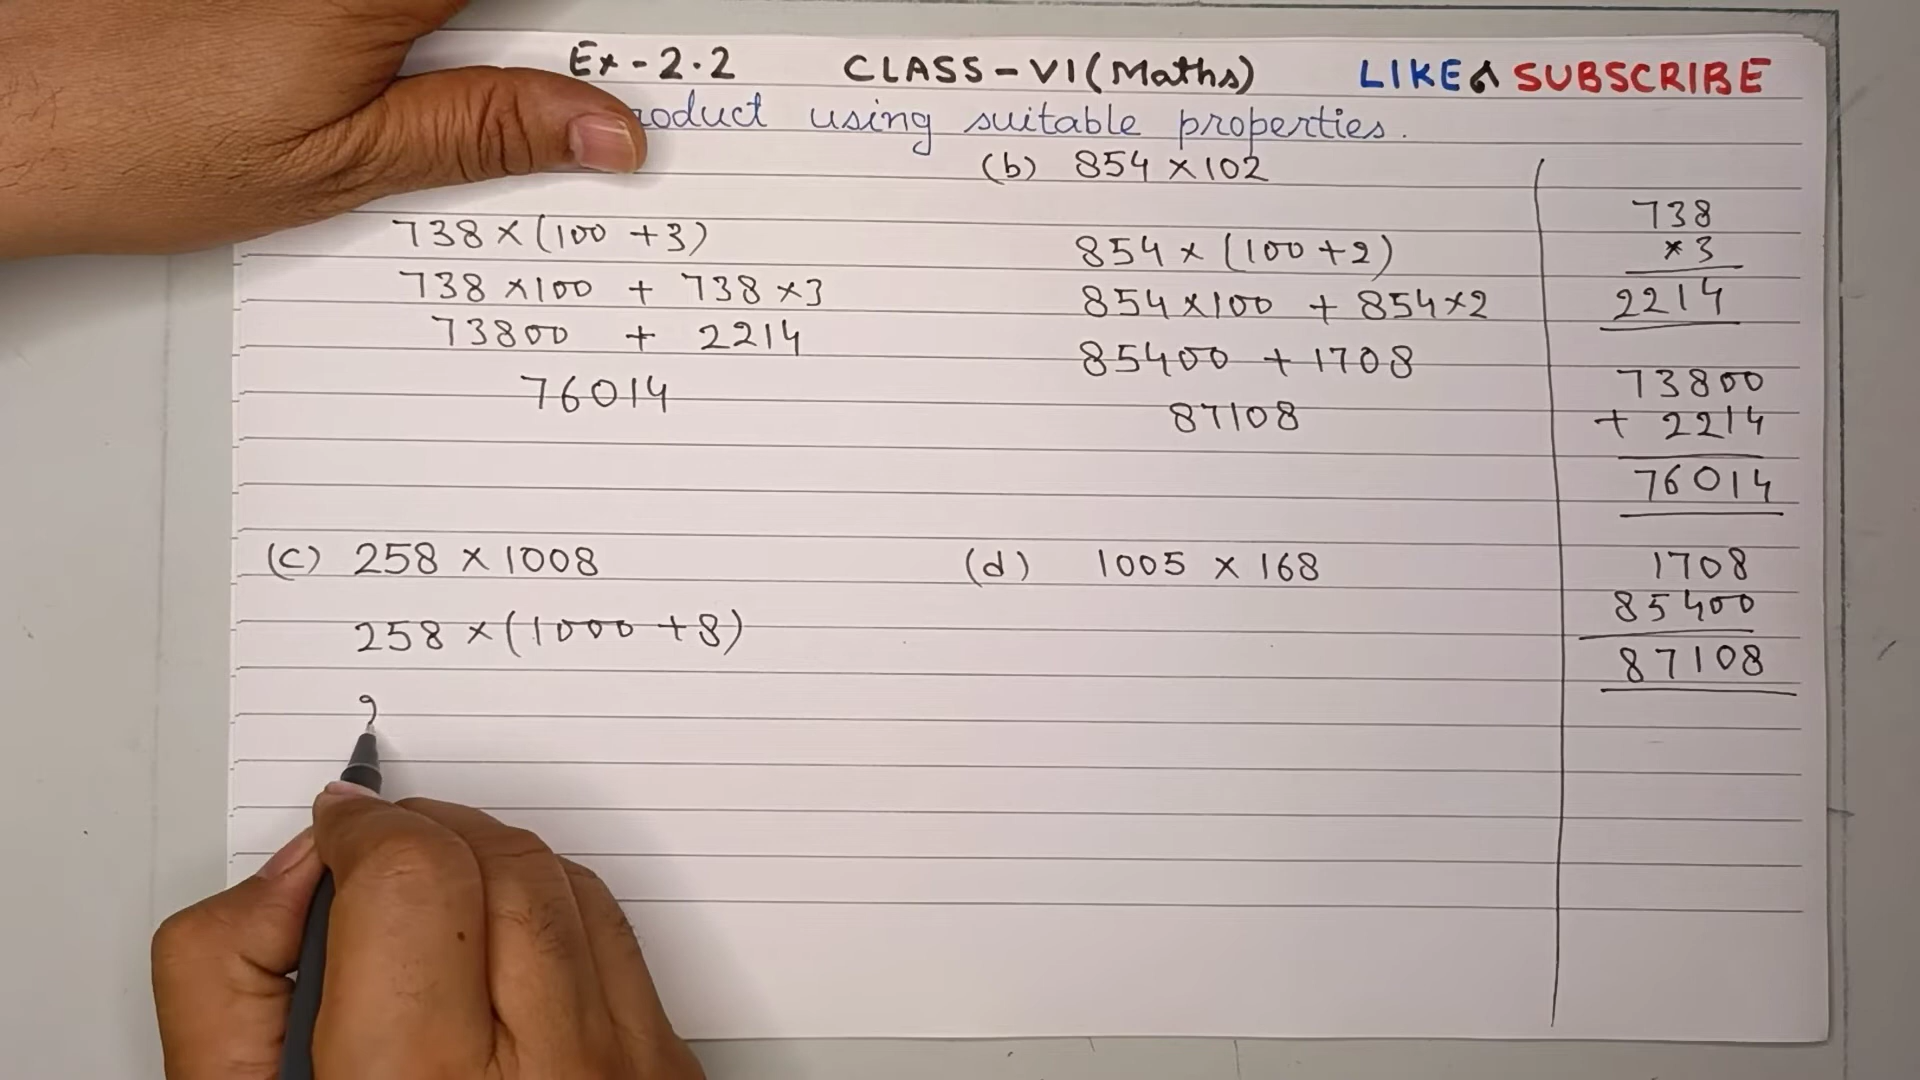 Ex-2.2 CLASS-VI (Maths) LIKE & SUBSCRIBE
using suitable properties.
(b) 854 × 102
738 × (100 + 3)
738 × 100 + 738 × 3
73800 + 2214
76014
854 × (100 + 2)
854 × 100 + 854 × 2
85400 + 1708
87108
738
× 3
2214
73800
+ 2214
76014
1708
85400
87108
(c) 258 × 1008
258 × (1000 + 8)
(d) 1005 × 168